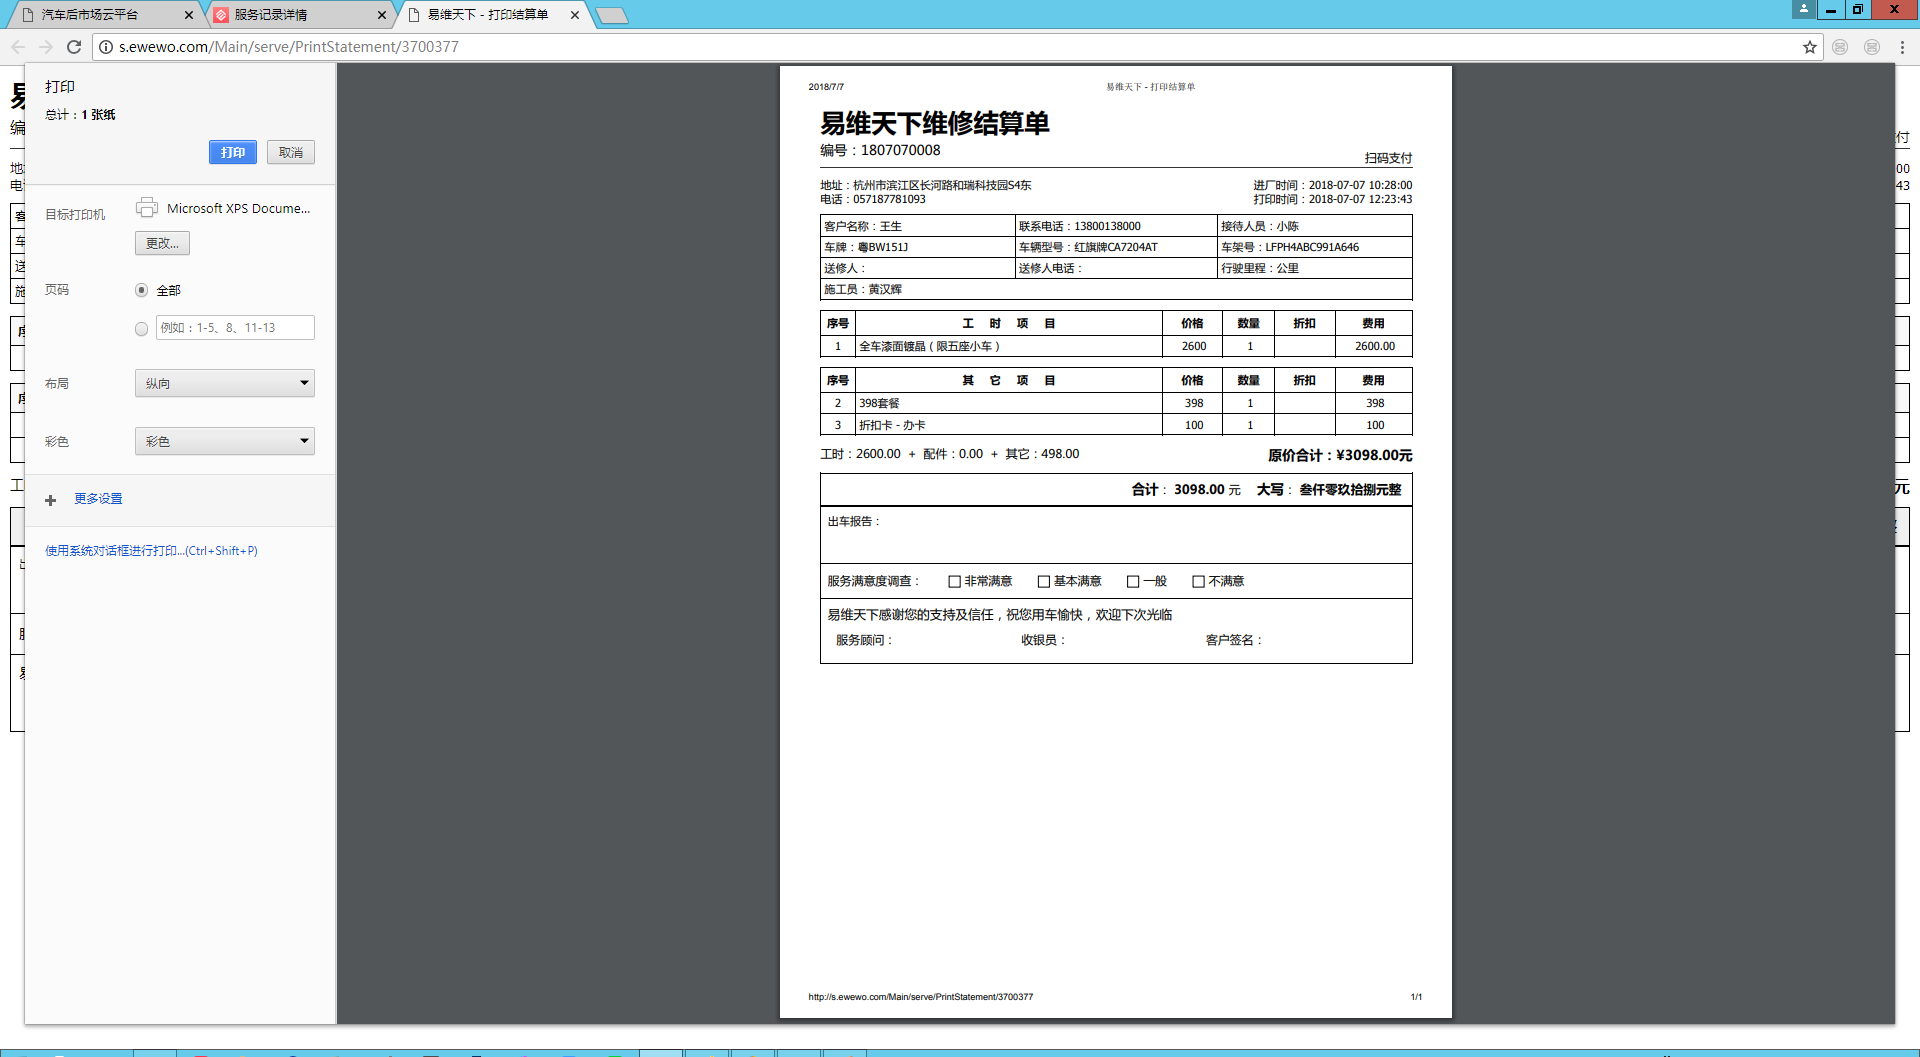 汽车后市场云平台
服务记录详情
易维天下 - 打印结算单
s.ewewo.com/Main/serve/PrintStatement/3700377
打印
总计：1 张纸
打印
取消
目标打印机
Microsoft XPS Docume...
更改...
页码
全部
例如：1-5、8、11-13
布局
纵向
彩色
彩色
更多设置
使用系统对话框进行打印...(Ctrl+Shift+P)
2018/7/7
易维天下 - 打印结算单
易维天下维修结算单
编号：1807070008
扫码支付
地址：杭州市滨江区长河路和瑞科技园S4东
进厂时间：2018-07-07 10:28:00
电话：057187781093
打印时间：2018-07-07 12:23:43
客户名称：王生 联系电话：13800138000 接待人员：小陈
车牌：粤BW151J 车辆型号：红旗牌CA7204AT 车架号：LFPH4ABC991A646
送修人： 送修人电话： 行驶里程：公里
施工员：黄汉辉
序号 工 时 项 目 价格 数量 折扣 费用
1 全车漆面镀晶（限五座小车） 2600 1 2600.00
序号 其 它 项 目 价格 数量 折扣 费用
2 398套餐 398 1 398
3 折扣卡 - 办卡 100 1 100
工时：2600.00 + 配件：0.00 + 其它：498.00 原价合计：¥3098.00元
合计： 3098.00 元 大写： 叁仟零玖拾捌元整
出车报告：
服务满意度调查： 非常满意 基本满意 一般 不满意
易维天下感谢您的支持及信任，祝您用车愉快，欢迎下次光临
服务顾问： 收银员： 客户签名：
http://s.ewewo.com/Main/serve/PrintStatement/3700377
1/1